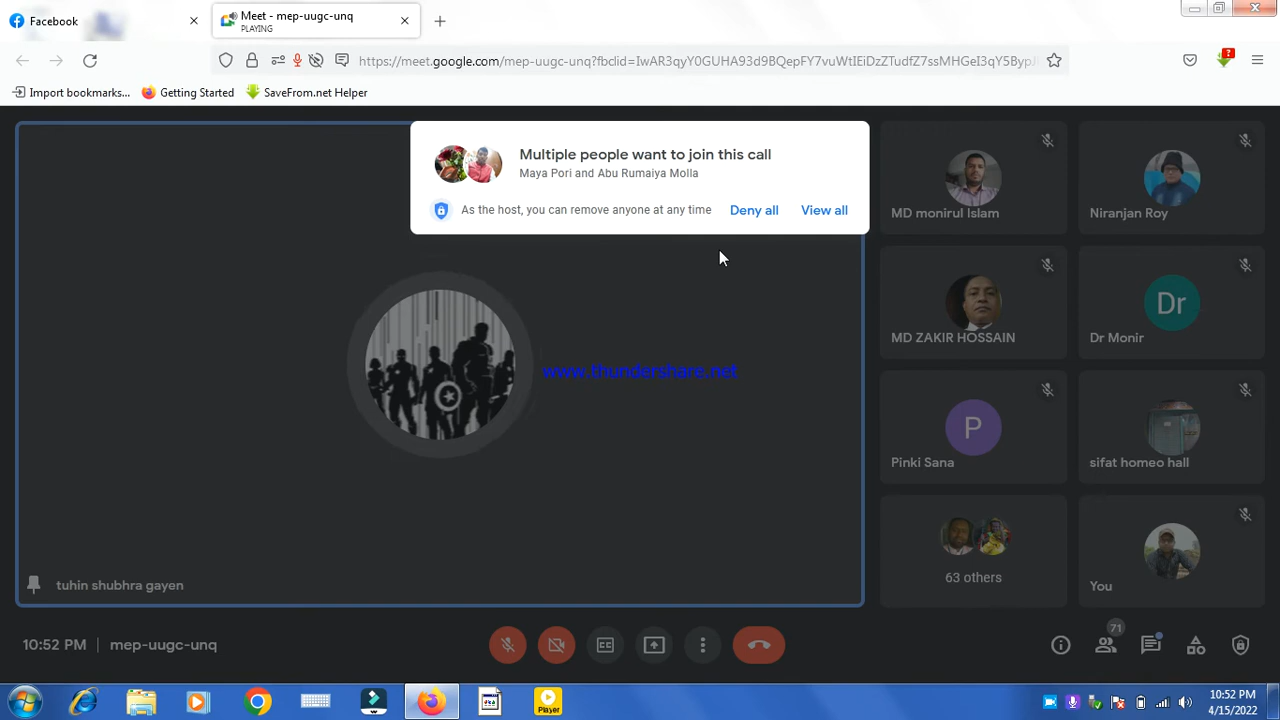 Facebook
Meet - mep-uugc-unq
PLAYING
https://meet.google.com/mep-uugc-unq?fbclid=IwAR3qyY0GUHA93d9BQepFY7vuWtIEiDzZTudfZ7ssMHGeI3qY5BypJ
Import bookmarks...
Getting Started
SaveFrom.net Helper
Multiple people want to join this call
Maya Pori and Abu Rumaiya Molla
As the host, you can remove anyone at any time
Deny all
View all
MD monirul Islam
Niranjan Roy
MD ZAKIR HOSSAIN
Dr
Dr Monir
www.thundershare.net
P
Pinki Sana
sifat homeo hall
63 others
You
tuhin shubhra gayen
10:52 PM | mep-uugc-unq
CC
71
Player
10:52 PM
4/15/2022